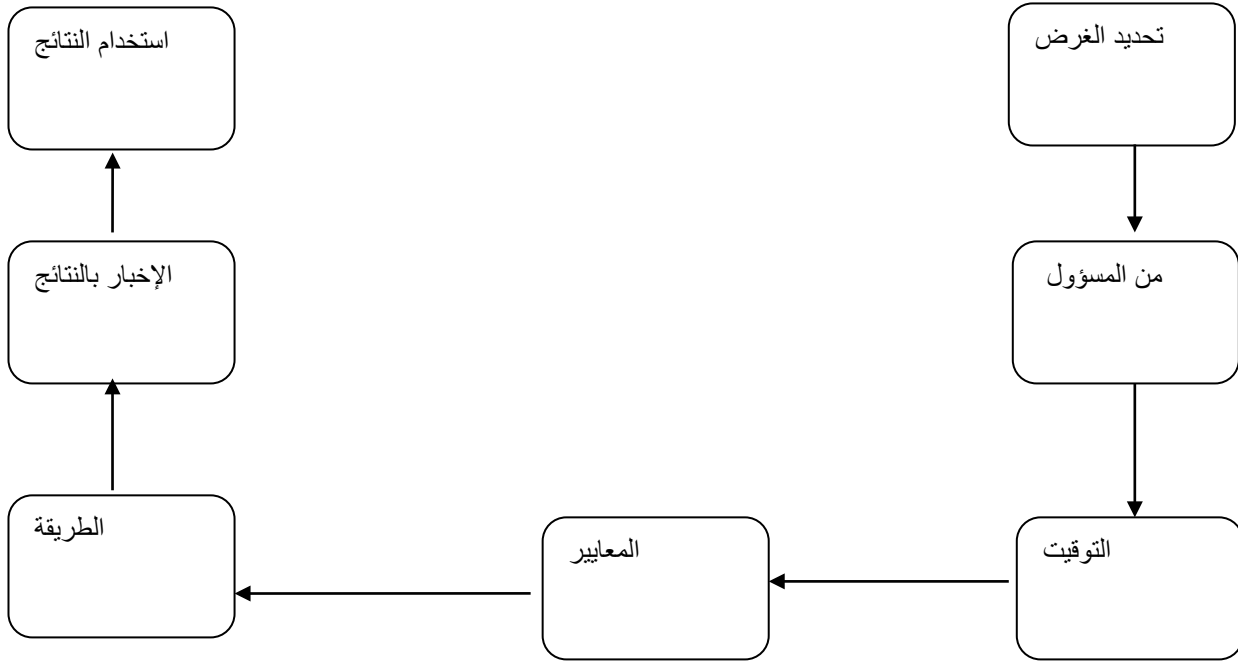 تحديد الغرض
استخدام النتائج
من المسؤول
الإخبار بالنتائج
التوقيت
المعايير
الطريقة